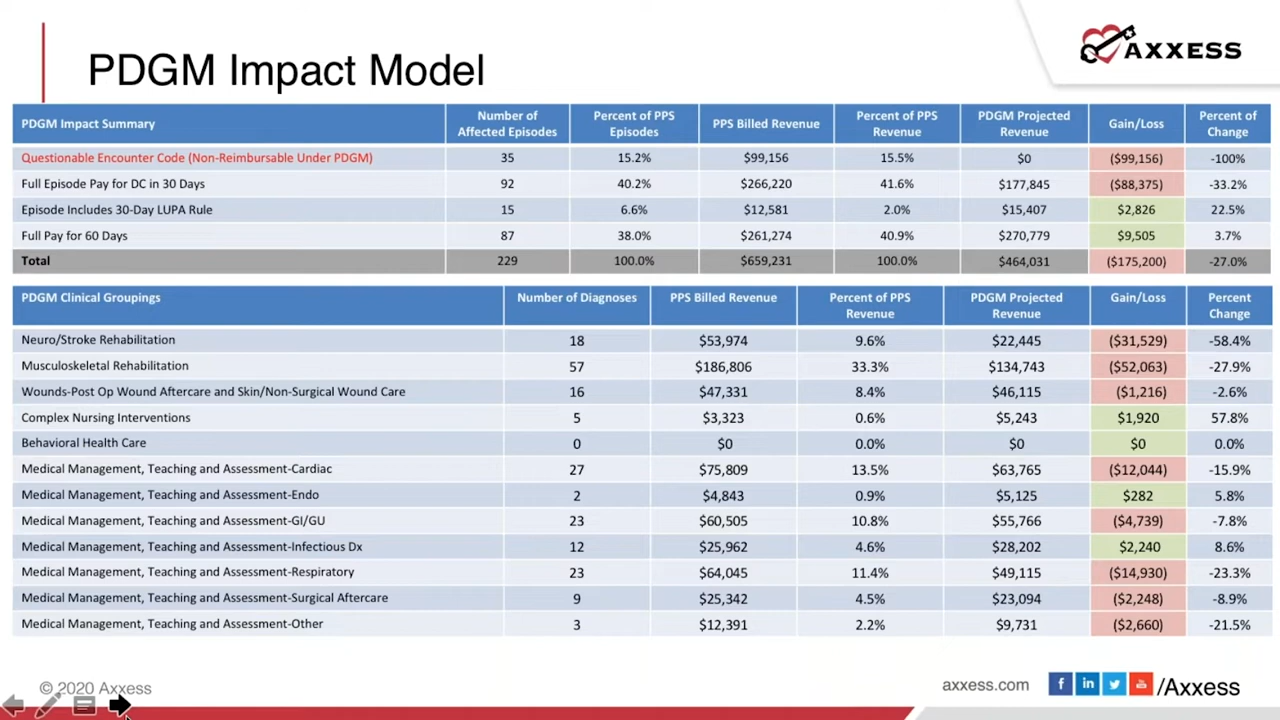 AXXESS
PDGM Impact Model
PDGM Impact Summary | Number of Affected Episodes | Percent of PPS Episodes | PPS Billed Revenue | Percent of PPS Revenue | PDGM Projected Revenue | Gain/Loss | Percent of Change
Questionable Encounter Code (Non-Reimbursable Under PDGM) | 35 | 15.2% | $99,156 | 15.5% | $0 | ($99,156) | -100%
Full Episode Pay for DC in 30 Days | 92 | 40.2% | $266,220 | 41.6% | $177,845 | ($88,375) | -33.2%
Episode Includes 30-Day LUPA Rule | 15 | 6.6% | $12,581 | 2.0% | $15,407 | $2,826 | 22.5%
Full Pay for 60 Days | 87 | 38.0% | $261,274 | 40.9% | $270,779 | $9,505 | 3.7%
Total | 229 | 100.0% | $659,231 | 100.0% | $464,031 | ($175,200) | -27.0%
PDGM Clinical Groupings | Number of Diagnoses | PPS Billed Revenue | Percent of PPS Revenue | PDGM Projected Revenue | Gain/Loss | Percent Change
Neuro/Stroke Rehabilitation | 18 | $53,974 | 9.6% | $22,445 | ($31,529) | -58.4%
Musculoskeletal Rehabilitation | 57 | $186,806 | 33.3% | $134,743 | ($52,063) | -27.9%
Wounds-Post Op Wound Aftercare and Skin/Non-Surgical Wound Care | 16 | $47,331 | 8.4% | $46,115 | ($1,216) | -2.6%
Complex Nursing Interventions | 5 | $3,323 | 0.6% | $5,243 | $1,920 | 57.8%
Behavioral Health Care | 0 | $0 | 0.0% | $0 | $0 | 0.0%
Medical Management, Teaching and Assessment-Cardiac | 27 | $75,809 | 13.5% | $63,765 | ($12,044) | -15.9%
Medical Management, Teaching and Assessment-Endo | 2 | $4,843 | 0.9% | $5,125 | $282 | 5.8%
Medical Management, Teaching and Assessment-GI/GU | 23 | $60,505 | 10.8% | $55,766 | ($4,739) | -7.8%
Medical Management, Teaching and Assessment-Infectious Dx | 12 | $25,962 | 4.6% | $28,202 | $2,240 | 8.6%
Medical Management, Teaching and Assessment-Respiratory | 23 | $64,045 | 11.4% | $49,115 | ($14,930) | -23.3%
Medical Management, Teaching and Assessment-Surgical Aftercare | 9 | $25,342 | 4.5% | $23,094 | ($2,248) | -8.9%
Medical Management, Teaching and Assessment-Other | 3 | $12,391 | 2.2% | $9,731 | ($2,660) | -21.5%
© 2020 Axxess
axxess.com
/Axxess